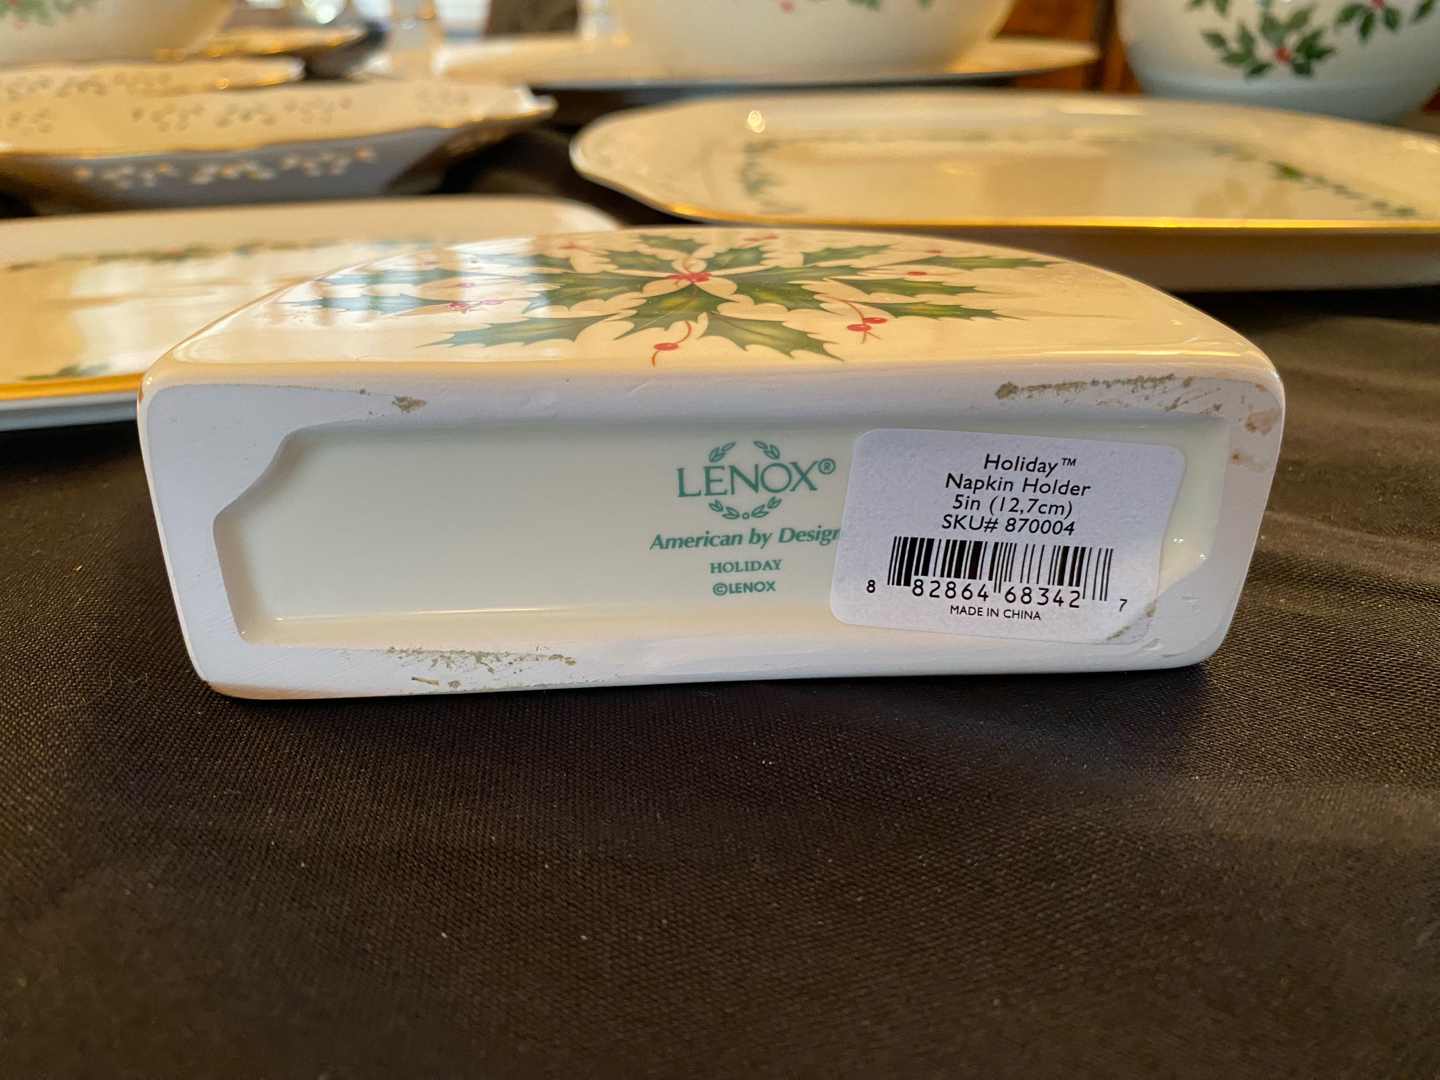 LENOX®
American by Design
HOLIDAY
©LENOX
Holiday™
Napkin Holder
5in (12,7cm)
SKU# 870004
8 82864 68342 7
MADE IN CHINA